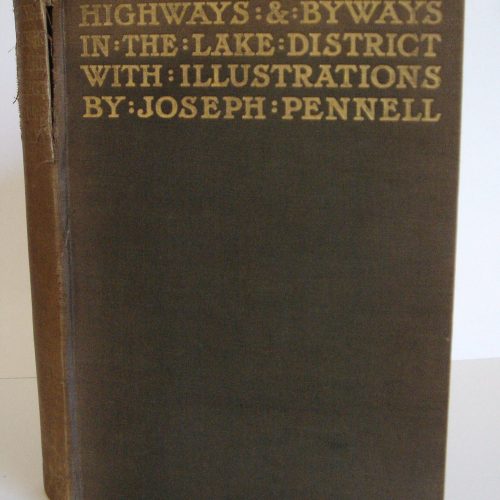 HIGHWAYS : & : BYWAYS
IN : THE : LAKE : DISTRICT
WITH : ILLUSTRATIONS
BY : JOSEPH : PENNELL